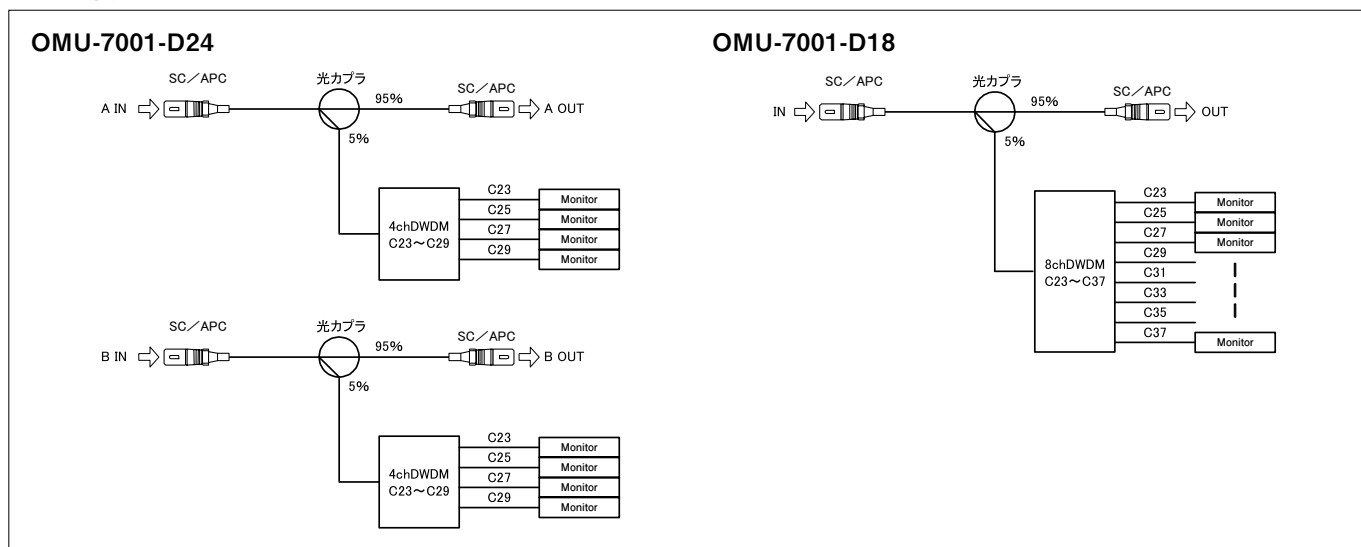 OMU-7001-D24
SC／APC
光カプラ
95%
SC／APC
A IN
A OUT
5%
4chDWDM
C23～C29
C23
Monitor
C25
Monitor
C27
Monitor
C29
Monitor
SC／APC
光カプラ
95%
SC／APC
B IN
B OUT
5%
4chDWDM
C23～C29
C23
Monitor
C25
Monitor
C27
Monitor
C29
Monitor
OMU-7001-D18
SC／APC
光カプラ
95%
SC／APC
IN
OUT
5%
8chDWDM
C23～C37
C23
Monitor
C25
Monitor
C27
Monitor
C29
C31
C33
C35
C37
Monitor